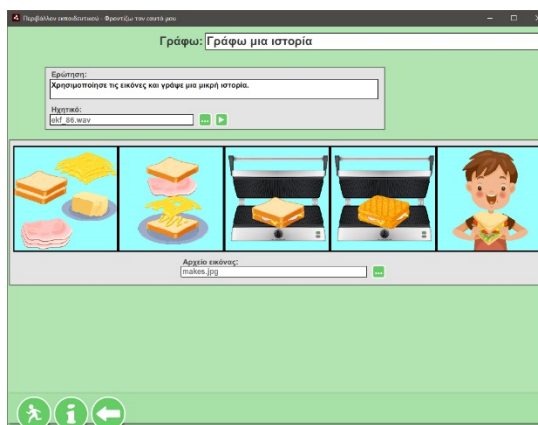 Περιβάλλον εκπαιδευτικού - Φροντίζω τον εαυτό μου
Γράφω: Γράφω μια ιστορία
Ερώτηση:
Χρησιμοποίησε τις εικόνες και γράψε μια μικρή ιστορία.
Ηχητικό:
ekf_86.wav
Αρχείο εικόνας:
makes.jpg